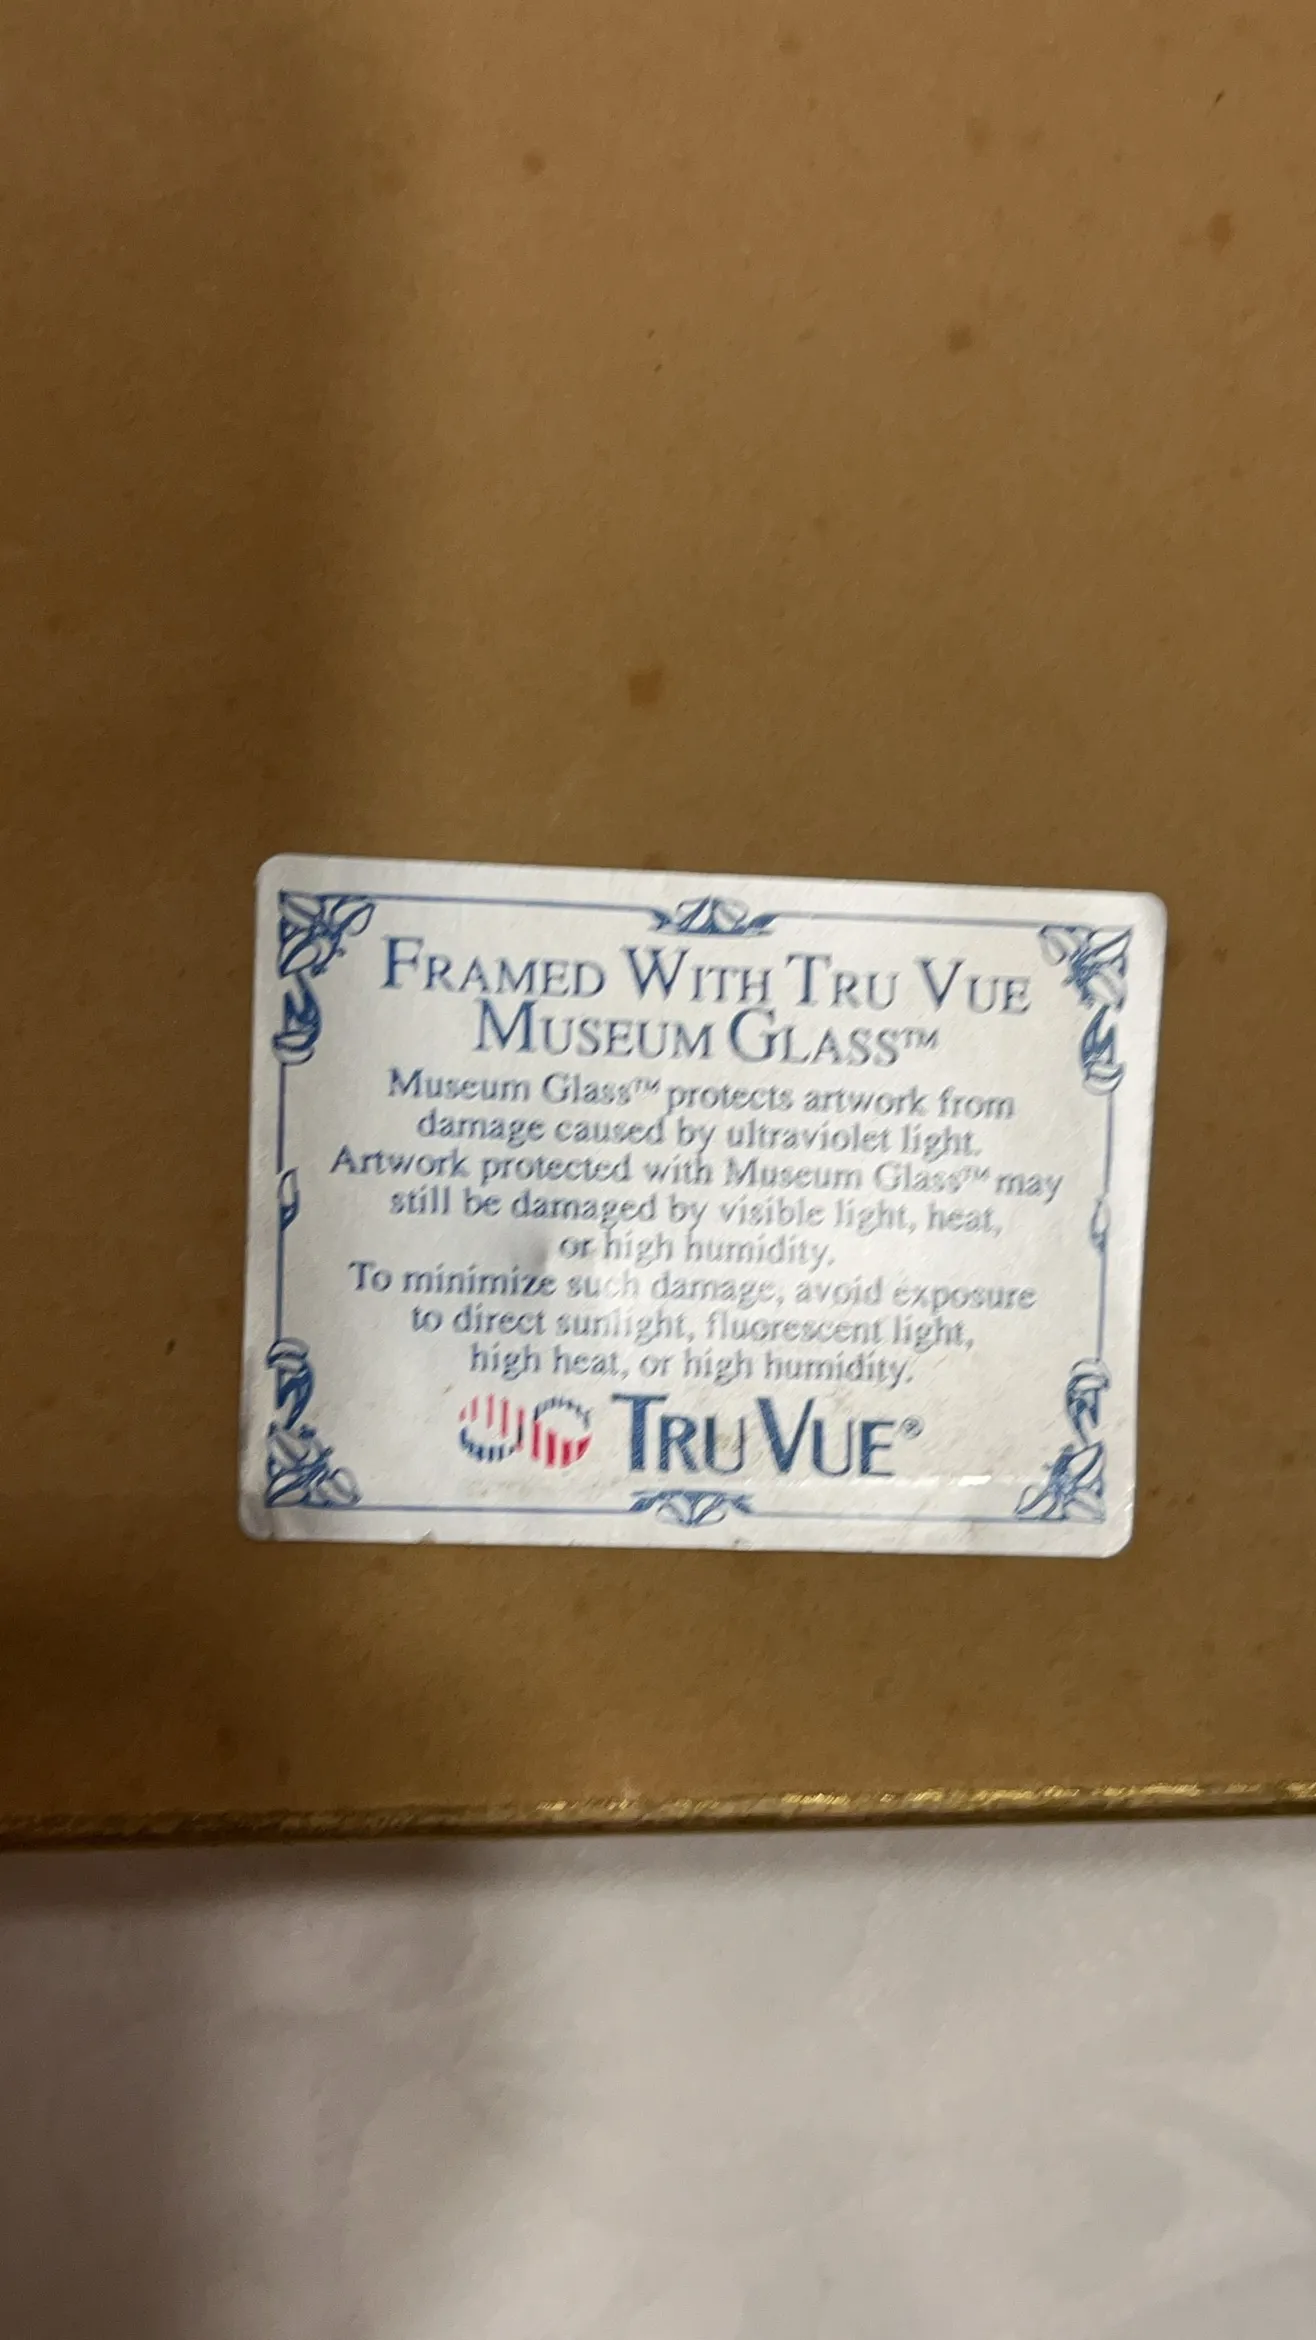 FRAMED WITH TRU VUE
MUSEUM GLASS™
Museum Glass™ protects artwork from
damage caused by ultraviolet light.
Artwork protected with Museum Glass™ may
still be damaged by visible light, heat,
or high humidity.
To minimize such damage, avoid exposure
to direct sunlight, fluorescent light,
high heat, or high humidity.
TRU VUE®